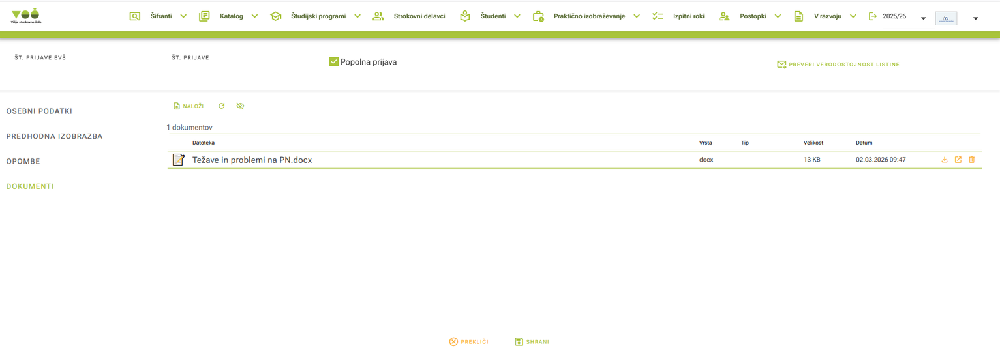 VOŠ
Višje strokovne šole
Šifranti
Katalog
Študijski programi
Strokovni delavci
Študenti
Praktično izobraževanje
Izpitni roki
Postopki
V razvoju
2025/26
ŠT. PRIJAVE EVŠ
ŠT. PRIJAVE
Popolna prijava
PREVERI VERODOSTOJNOST LISTINE
OSEBNI PODATKI
PREDHODNA IZOBRAZBA
OPOMBE
DOKUMENTI
NALOŽI
1 dokumentov
Datoteka Vrsta Tip Velikost Datum
Težave in problemi na PN.docx docx 13 KB 02.03.2026 09:47
PREKLIČI
SHRANI